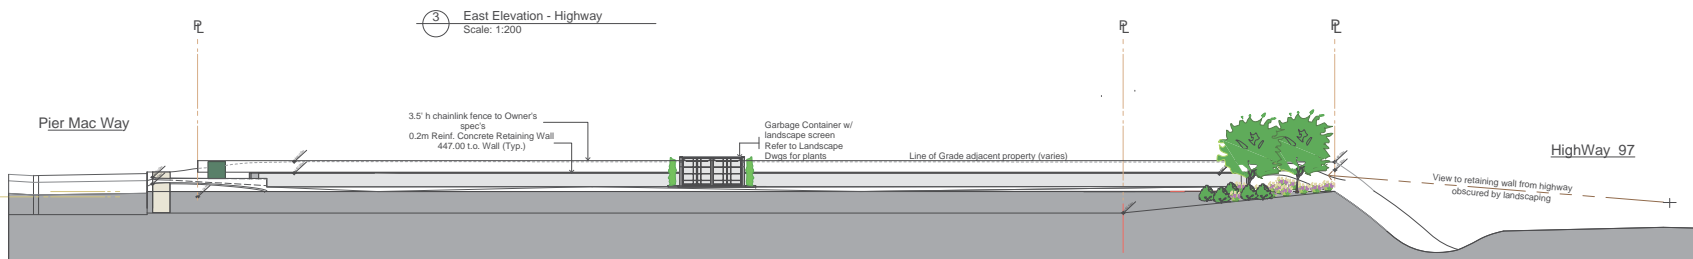 3 East Elevation - Highway
Scale: 1:200
PL
PL
PL
Pier Mac Way
3.5' h chainlink fence to Owner's
spec's
0.2m Reinf. Concrete Retaining Wall
447.00 t.o. Wall (Typ.)
Garbage Container w/
landscape screen
Refer to Landscape
Dwgs for plants
Line of Grade adjacent property (varies)
HighWay 97
View to retaining wall from highway
obscured by landscaping